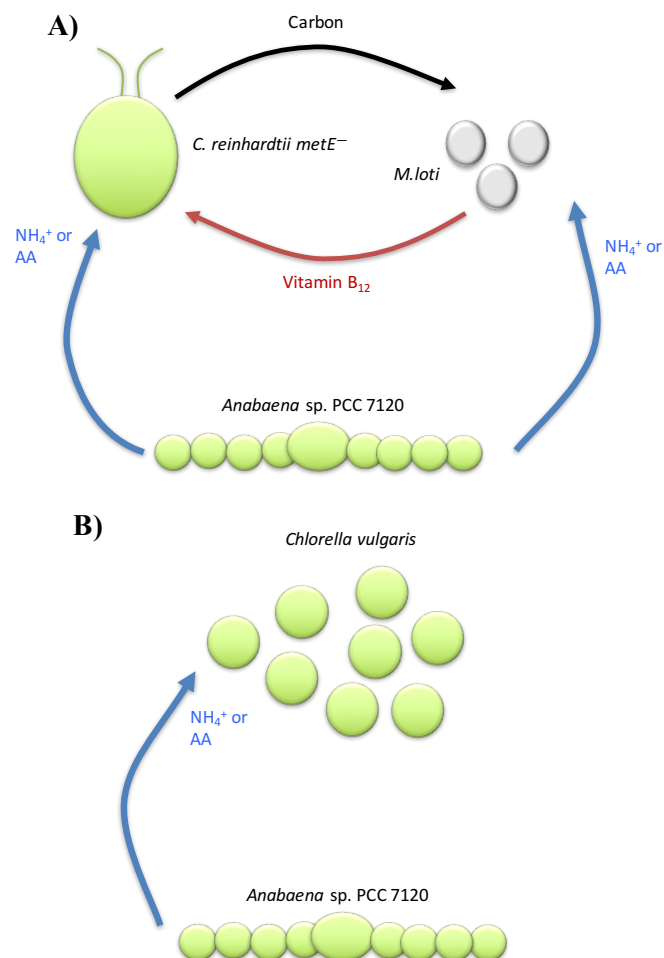 A)
Carbon
C. reinhardtii metE⁻
M.loti
NH₄⁺ or
AA
NH₄⁺ or
AA
Vitamin B₁₂
Anabaena sp. PCC 7120
B)
Chlorella vulgaris
NH₄⁺ or
AA
Anabaena sp. PCC 7120